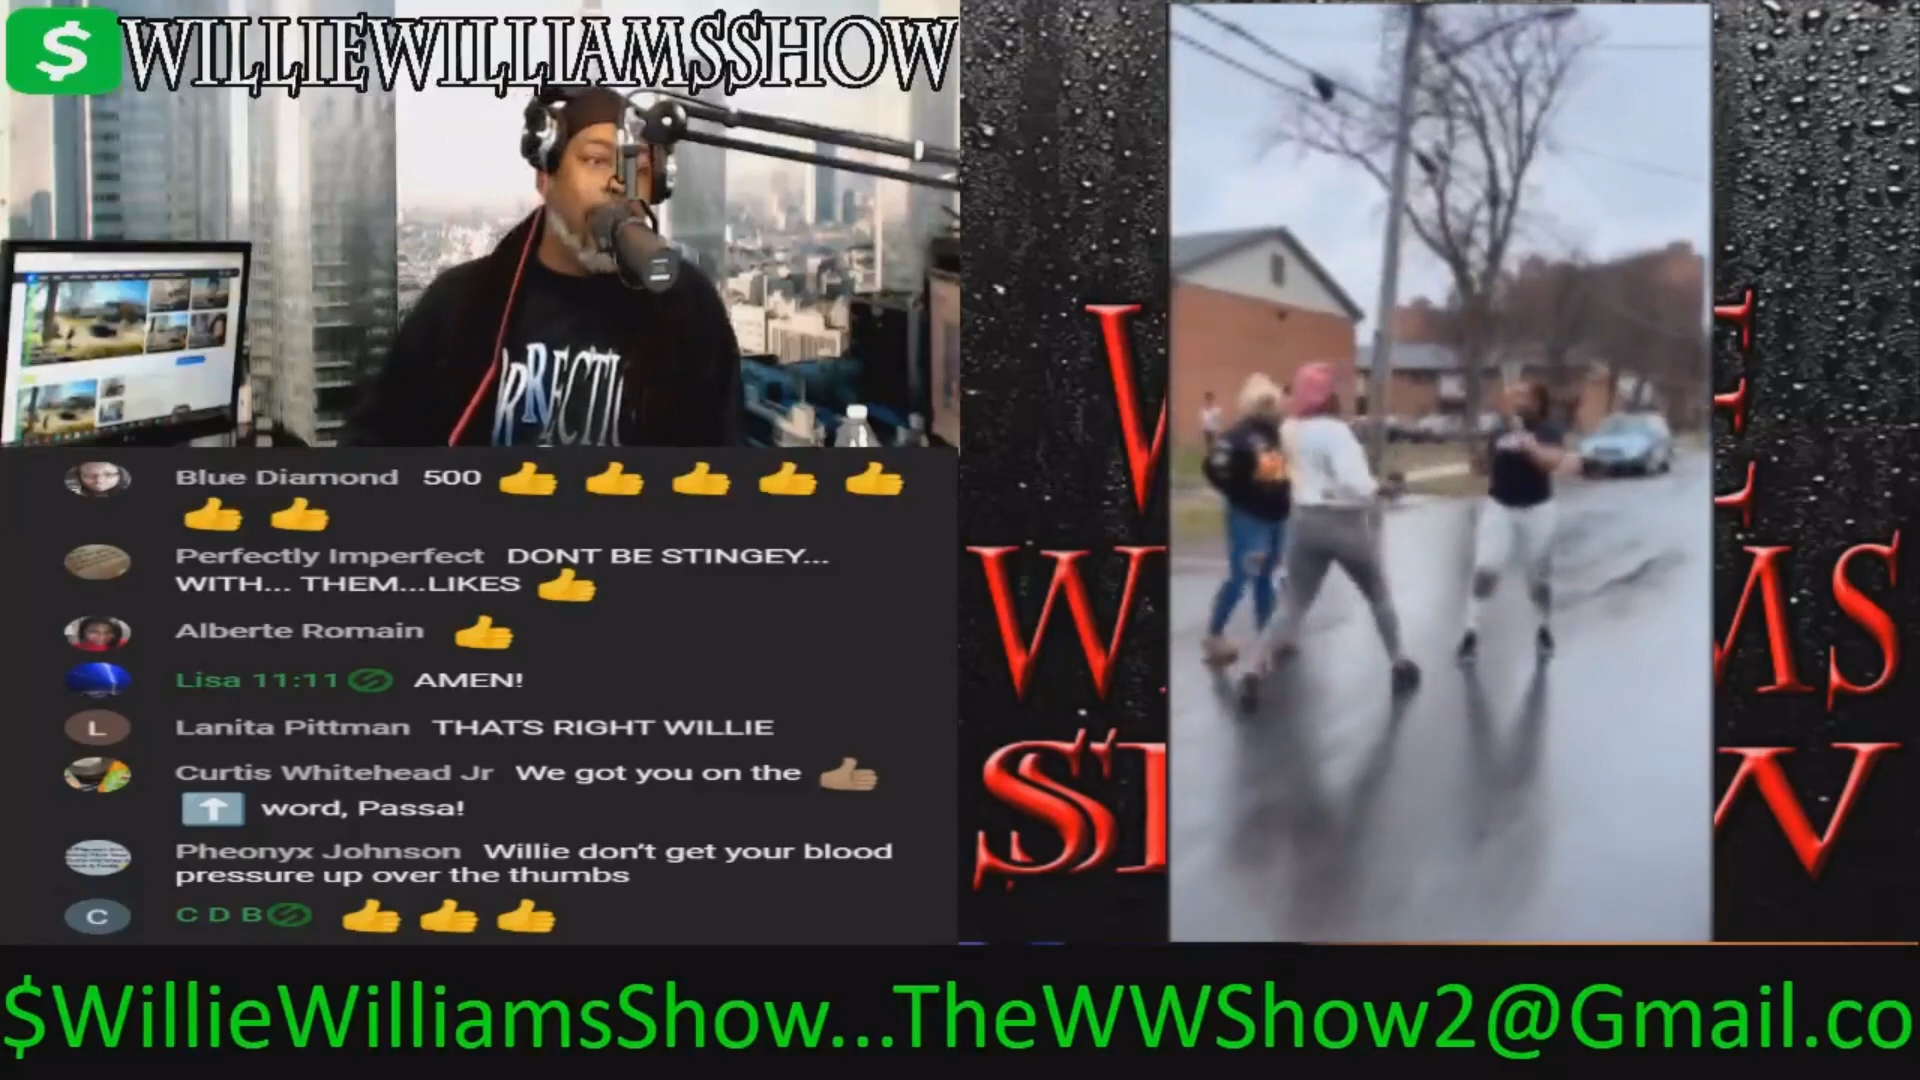 $ WILLIEWILLIAMSSHOW
Blue Diamond 500
Perfectly Imperfect DONT BE STINGEY...
WITH... THEM...LIKES
Alberte Romain
Lisa 11:11 AMEN!
L Lanita Pittman THATS RIGHT WILLIE
Curtis Whitehead Jr We got you on the
word, Passa!
Pheonyx Johnson Willie don't get your blood
pressure up over the thumbs
C C D B
$WillieWilliamsShow...TheWWShow2@Gmail.co